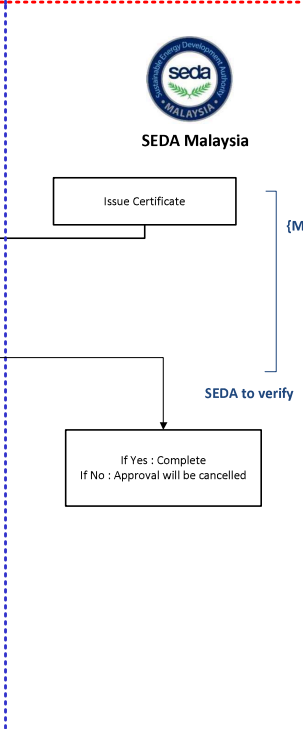 Sustainable Energy Development Authority
seda
• MALAYSIA •
SEDA Malaysia
Issue Certificate
{M
SEDA to verify
If Yes : Complete
If No : Approval will be cancelled